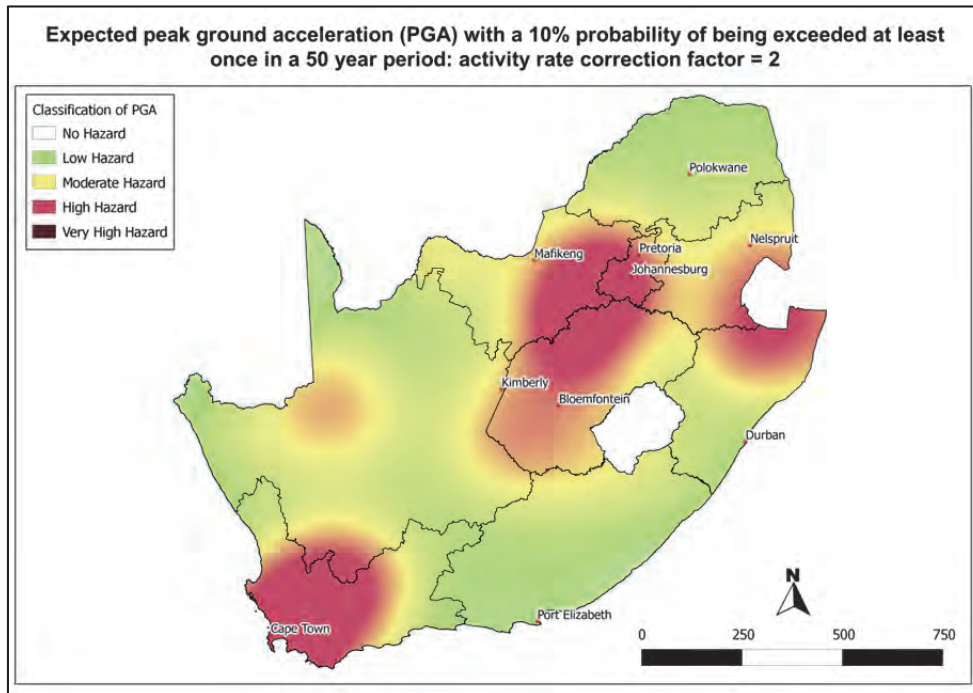 Expected peak ground acceleration (PGA) with a 10% probability of being exceeded at least
once in a 50 year period: activity rate correction factor = 2
Classification of PGA
No Hazard
Low Hazard
Moderate Hazard
High Hazard
Very High Hazard
Polokwane
Nelspruit
Mafikeng
Pretoria
Johannesburg
Kimberly
Bloemfontein
Durban
Port Elizabeth
Cape Town
N
0 250 500 750